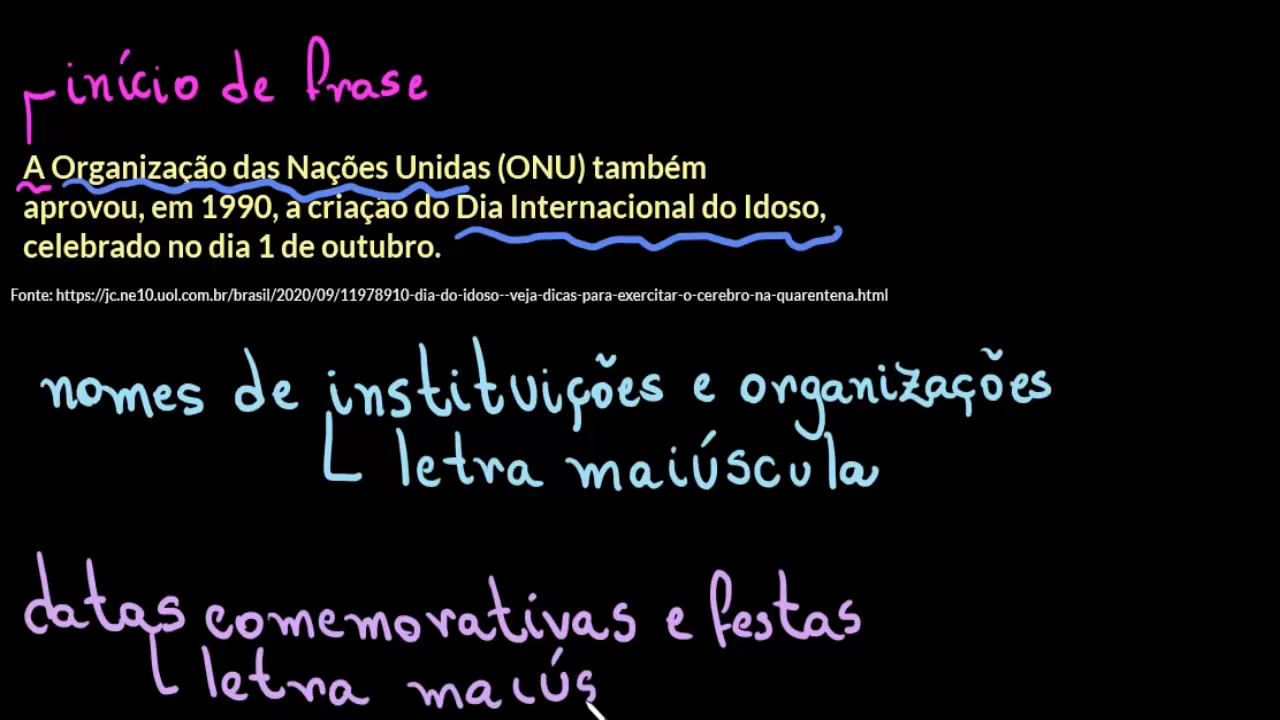 início de frase
A Organização das Nações Unidas (ONU) também
aprovou, em 1990, a criação do Dia Internacional do Idoso,
celebrado no dia 1 de outubro.
Fonte: https://jc.ne10.uol.com.br/brasil/2020/09/11978910-dia-do-idoso--veja-dicas-para-exercitar-o-cerebro-na-quarentena.html
nomes de instituições e organizações
letra maiúscula
datas comemorativas e festas
letra maiús